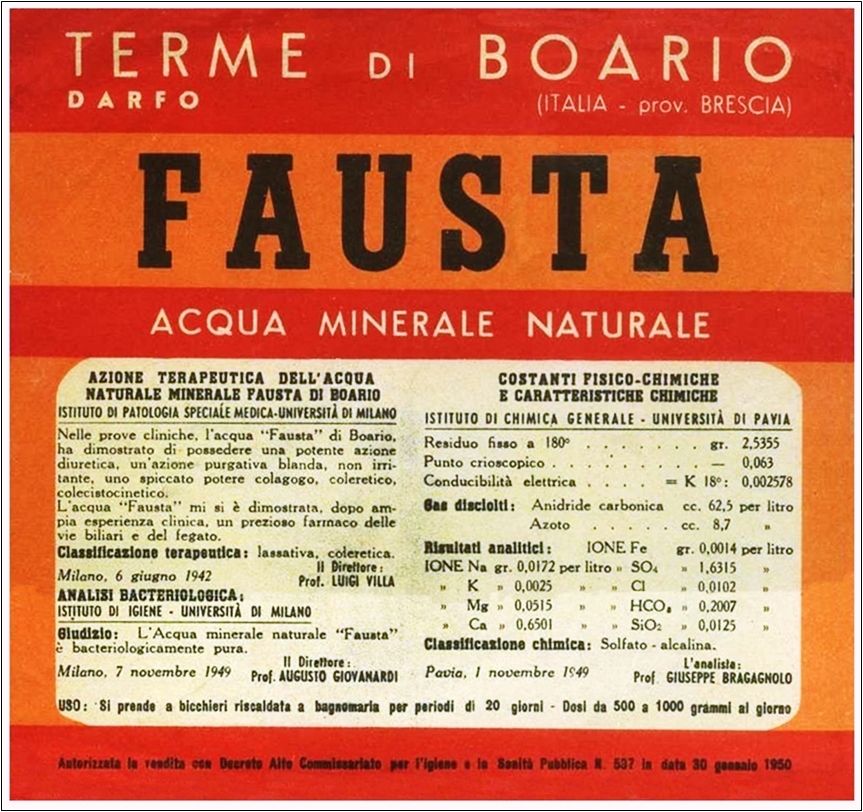 TERME DI BOARIO
DARFO (ITALIA - prov. BRESCIA)
FAUSTA
ACQUA MINERALE NATURALE
AZIONE TERAPEUTICA DELL'ACQUA
NATURALE MINERALE FAUSTA DI BOARIO
ISTITUTO DI PATOLOGIA SPECIALE MEDICA-UNIVERSITÀ DI MILANO
Nelle prove cliniche, l'acqua "Fausta" di Boario,
ha dimostrato di possedere una potente azione
diuretica, un'azione purgativa blanda, non irri-
tante, uno spiccato potere colagogo, coleretico,
colecistocinetico.
L'acqua "Fausta" mi si è dimostrata, dopo am-
pia esperienza clinica, un prezioso farmaco delle
vie biliari e del fegato.
Classificazione terapeutica: lassativa, coleretica.
Il Direttore:
Milano, 6 giugno 1942 Prof. LUIGI VILLA
ANALISI BACTERIOLOGICA:
ISTITUTO DI IGIENE - UNIVERSITÀ DI MILANO
Giudizio: L'Acqua minerale naturale "Fausta"
è bacteriologicamente pura.
Il Direttore:
Milano, 7 novembre 1949 Prof. AUGUSTO GIOVANARDI
COSTANTI FISICO-CHIMICHE
E CARATTERISTICHE CHIMICHE
ISTITUTO DI CHIMICA GENERALE - UNIVERSITÀ DI PAVIA
Residuo fisso a 180° . . . . . . . gr. 2,5355
Punto crioscopico . . . . . . . . . — 0,063
Conducibilità elettrica . . . . = K 18°: 0,002578
Gas disciolti: Anidride carbonica cc. 62,5 per litro
Azoto . . . . . cc. 8,7 »
Risultati analitici: IONE Fe gr. 0,0014 per litro
IONE Na gr. 0,0172 per litro » SO₄ » 1,6315 »
» K » 0,0025 » » Cl » 0,0102 »
» Mg » 0,0515 » » HCO₃ » 0,2007 »
» Ca » 0,6501 » SiO₂ » 0,0125 »
Classificazione chimica: Solfato - alcalina.
L'analista:
Pavia, 1 novembre 1949 Prof. GIUSEPPE BRAGAGNOLO
USO: Si prende a bicchieri riscaldata a bagnomaria per periodi di 20 giorni - Dosi da 500 a 1000 grammi al giorno
Autorizzata la vendita con Decreto Alto Commissariato per l'igiene e la Sanità Pubblica N. 537 in data 30 gennaio 1950